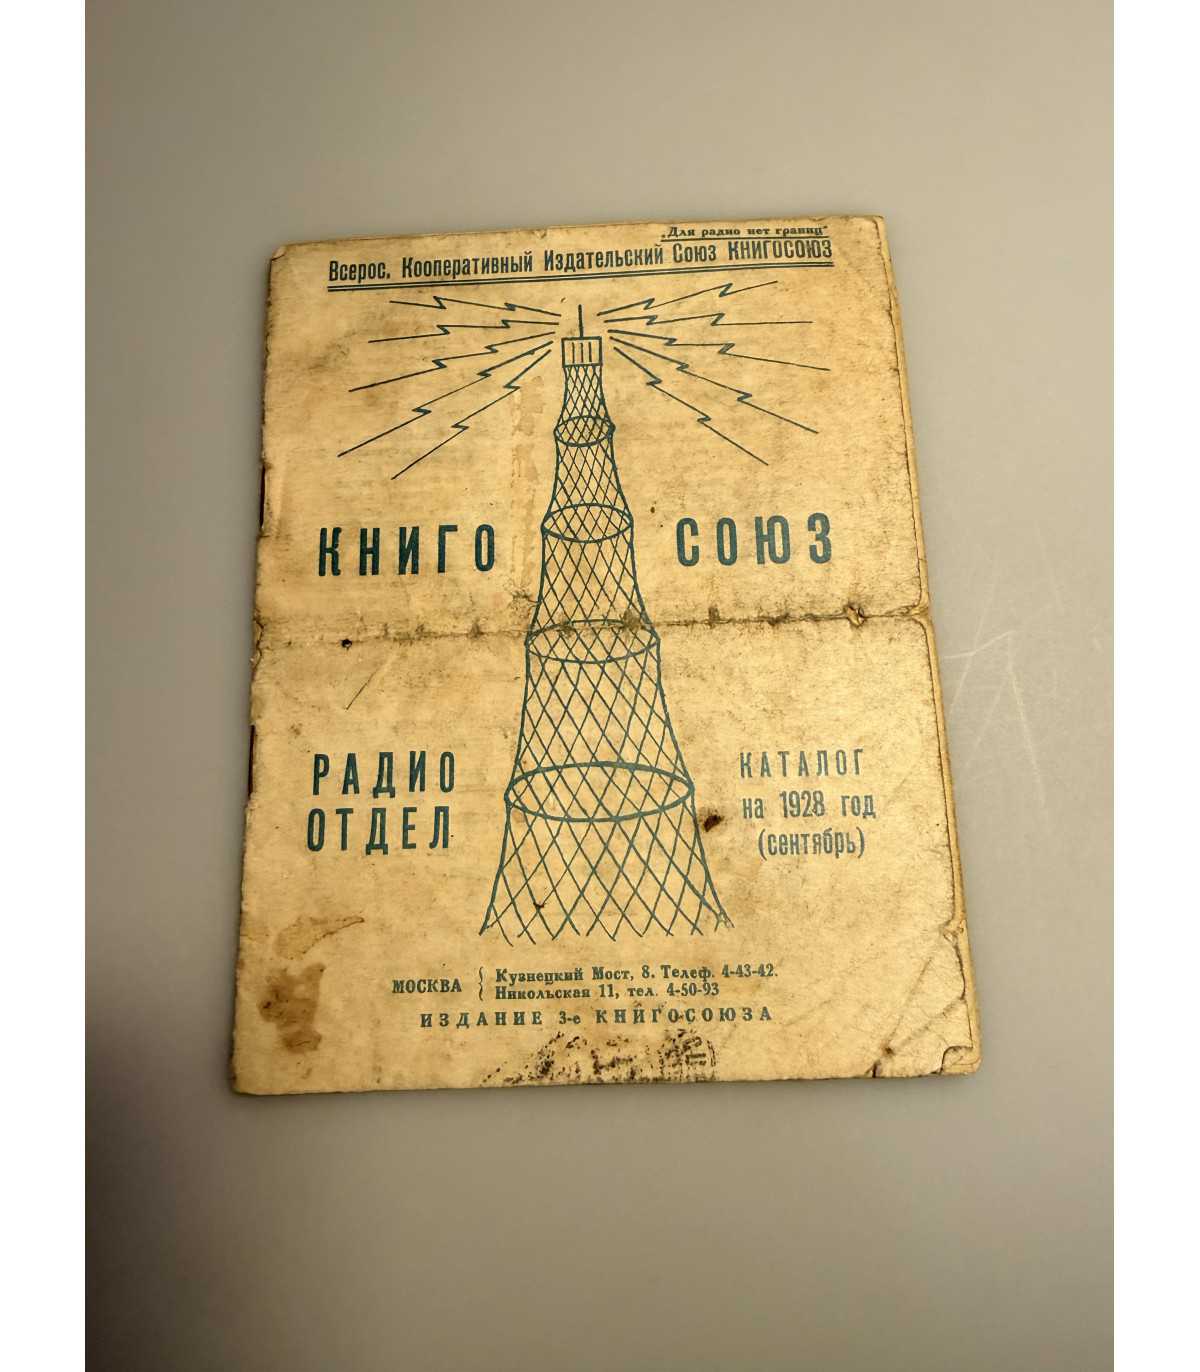 „Для радио нет границ"
Всерос. Кооперативный Издательский Союз КНИГОСОЮЗ
КНИГО СОЮЗ
РАДИО
ОТДЕЛ
КАТАЛОГ
на 1928 год
(сентябрь)
МОСКВА
Кузнецкий Мост, 8. Телеф. 4-43-42.
Никольская 11, тел. 4-50-93
ИЗДАНИЕ 3-е КНИГОСОЮЗА